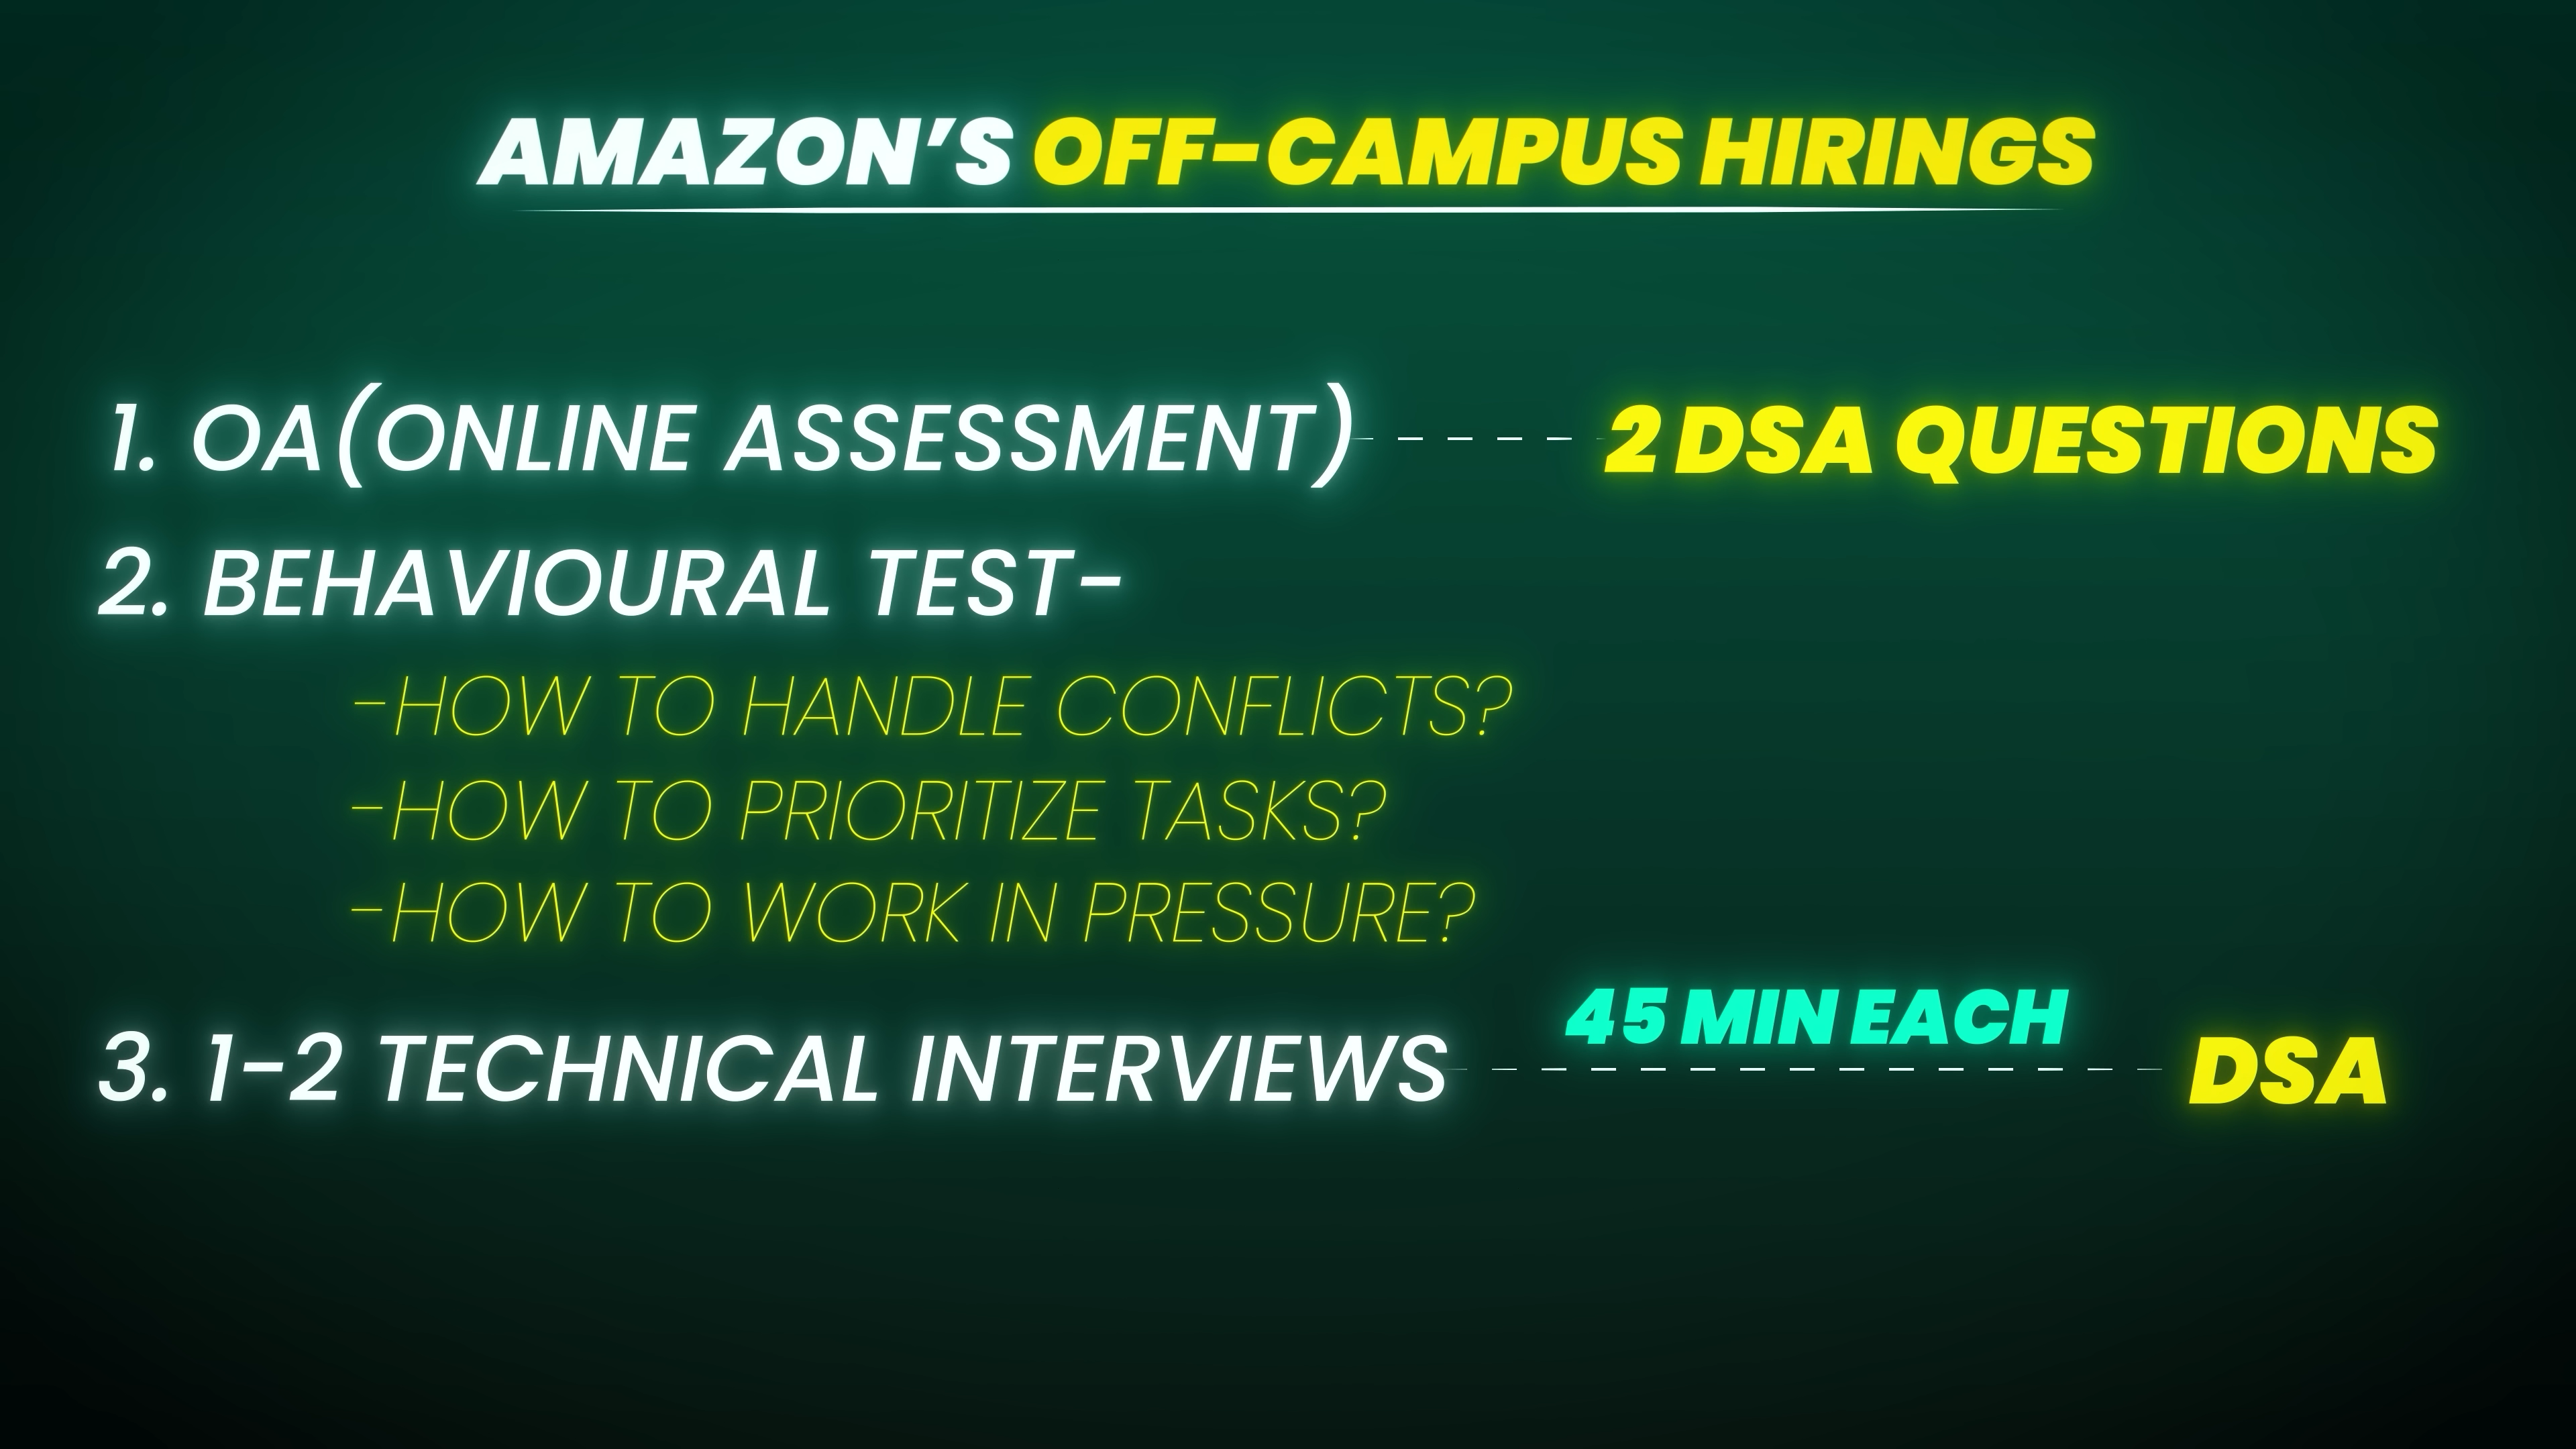 AMAZON'S OFF-CAMPUS HIRINGS
1. OA(ONLINE ASSESSMENT) - - - - 2 DSA QUESTIONS
2. BEHAVIOURAL TEST-
-HOW TO HANDLE CONFLICTS?
-HOW TO PRIORITIZE TASKS?
-HOW TO WORK IN PRESSURE?
45 MIN EACH
3. 1-2 TECHNICAL INTERVIEWS DSA